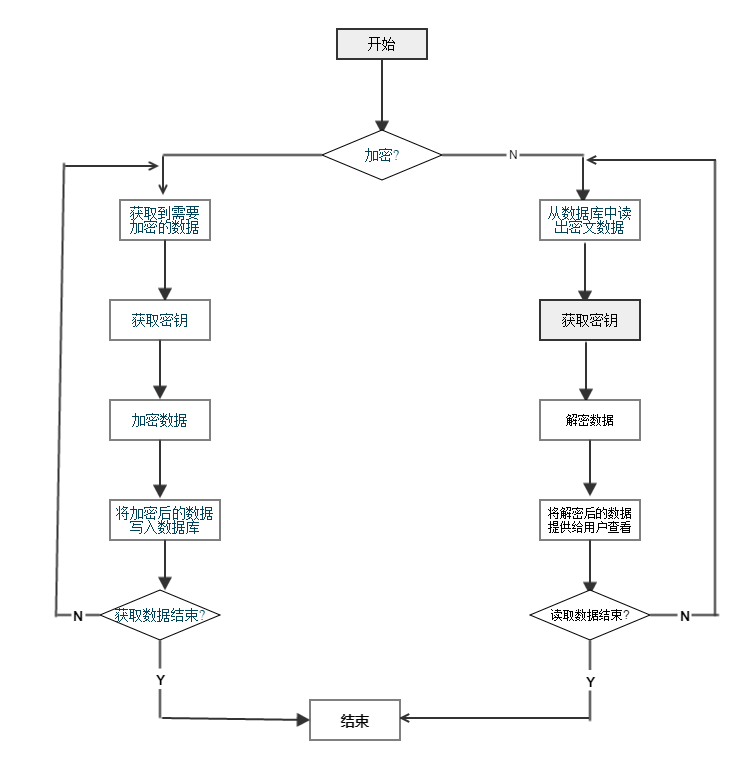 开始
加密?
N
获取到需要
加密的数据
从数据库中读
出密文数据
获取密钥
获取密钥
加密数据
解密数据
将加密后的数据
写入数据库
将解密后的数据
提供给用户查看
N
获取数据结束?
读取数据结束?
N
Y
Y
结束